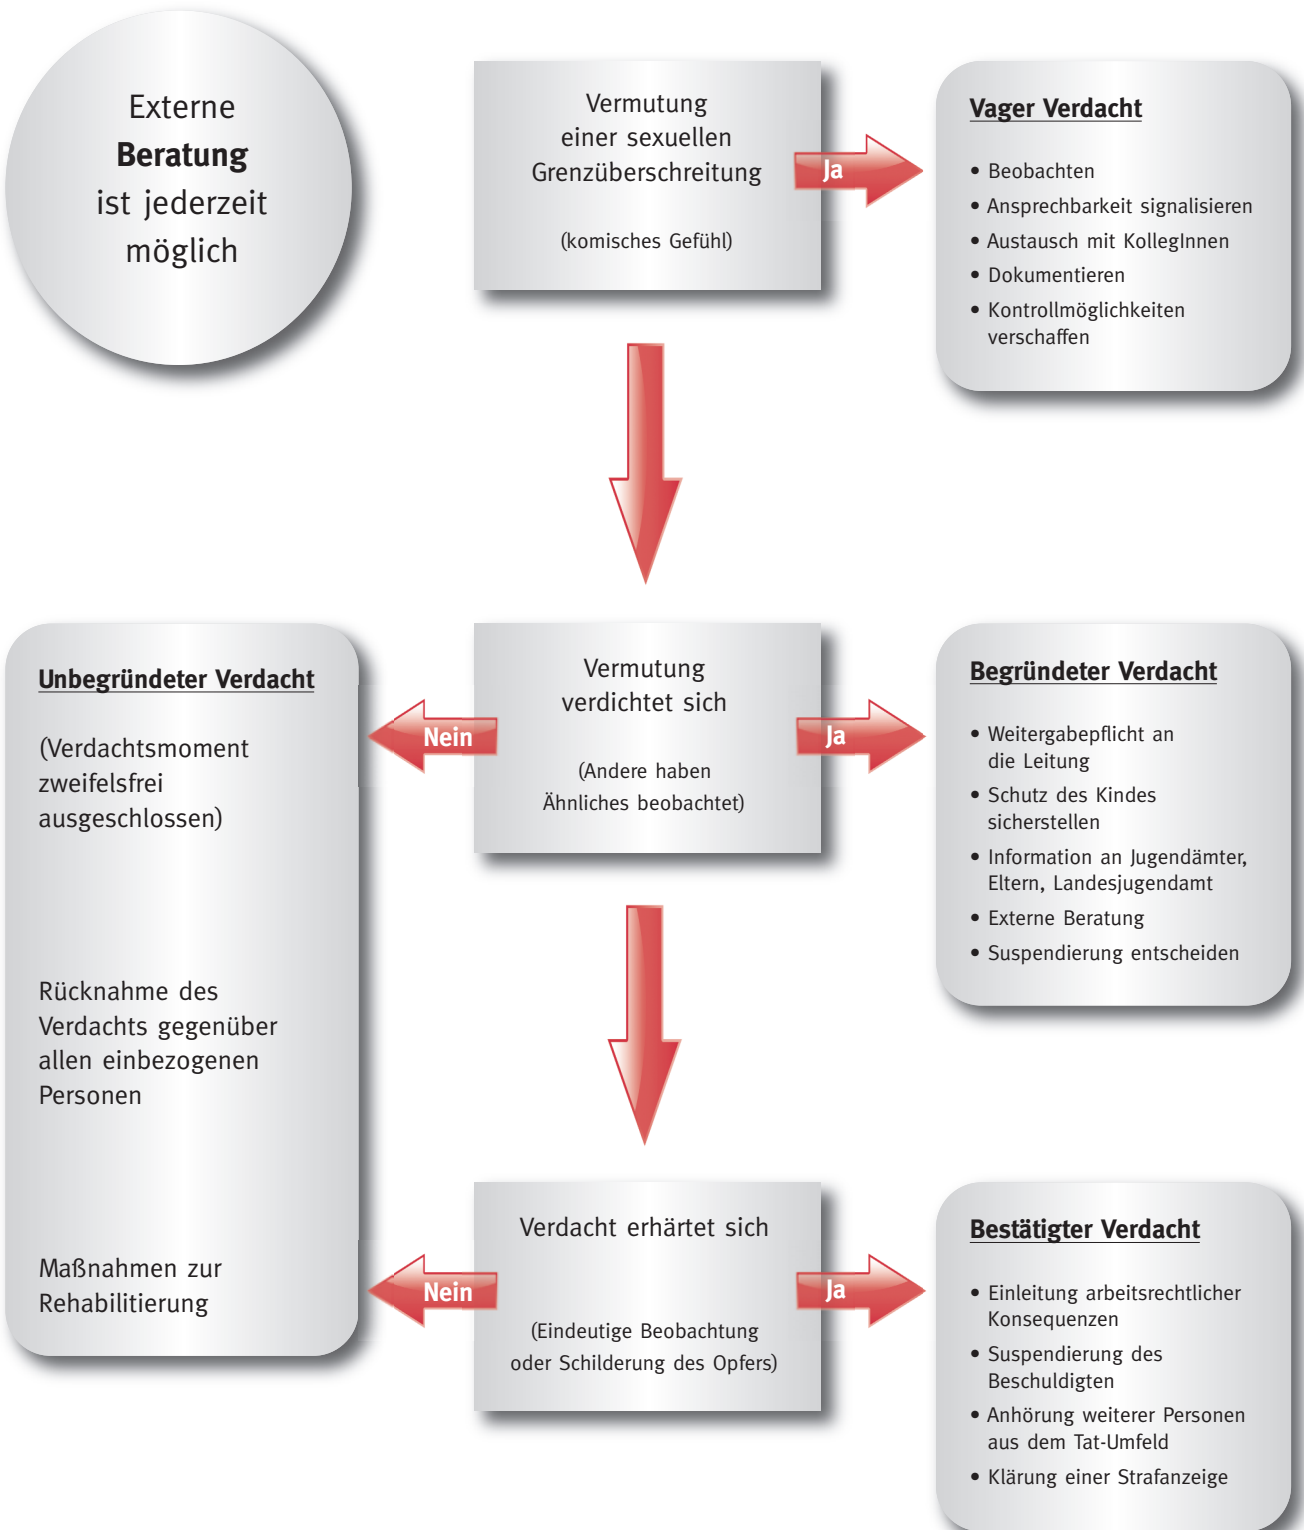 Externe
Beratung
ist jederzeit
möglich
Vermutung
einer sexuellen
Grenzüberschreitung
(komisches Gefühl)
Ja
Vager Verdacht
• Beobachten
• Ansprechbarkeit signalisieren
• Austausch mit KollegInnen
• Dokumentieren
• Kontrollmöglichkeiten
verschaffen
Unbegründeter Verdacht
(Verdachtsmoment
zweifelsfrei
ausgeschlossen)
Rücknahme des
Verdachts gegenüber
allen einbezogenen
Personen
Maßnahmen zur
Rehabilitierung
Nein
Vermutung
verdichtet sich
(Andere haben
Ähnliches beobachtet)
Ja
Begründeter Verdacht
• Weitergabepflicht an
die Leitung
• Schutz des Kindes
sicherstellen
• Information an Jugendämter,
Eltern, Landesjugendamt
• Externe Beratung
• Suspendierung entscheiden
Nein
Verdacht erhärtet sich
(Eindeutige Beobachtung
oder Schilderung des Opfers)
Ja
Bestätigter Verdacht
• Einleitung arbeitsrechtlicher
Konsequenzen
• Suspendierung des
Beschuldigten
• Anhörung weiterer Personen
aus dem Tat-Umfeld
• Klärung einer Strafanzeige